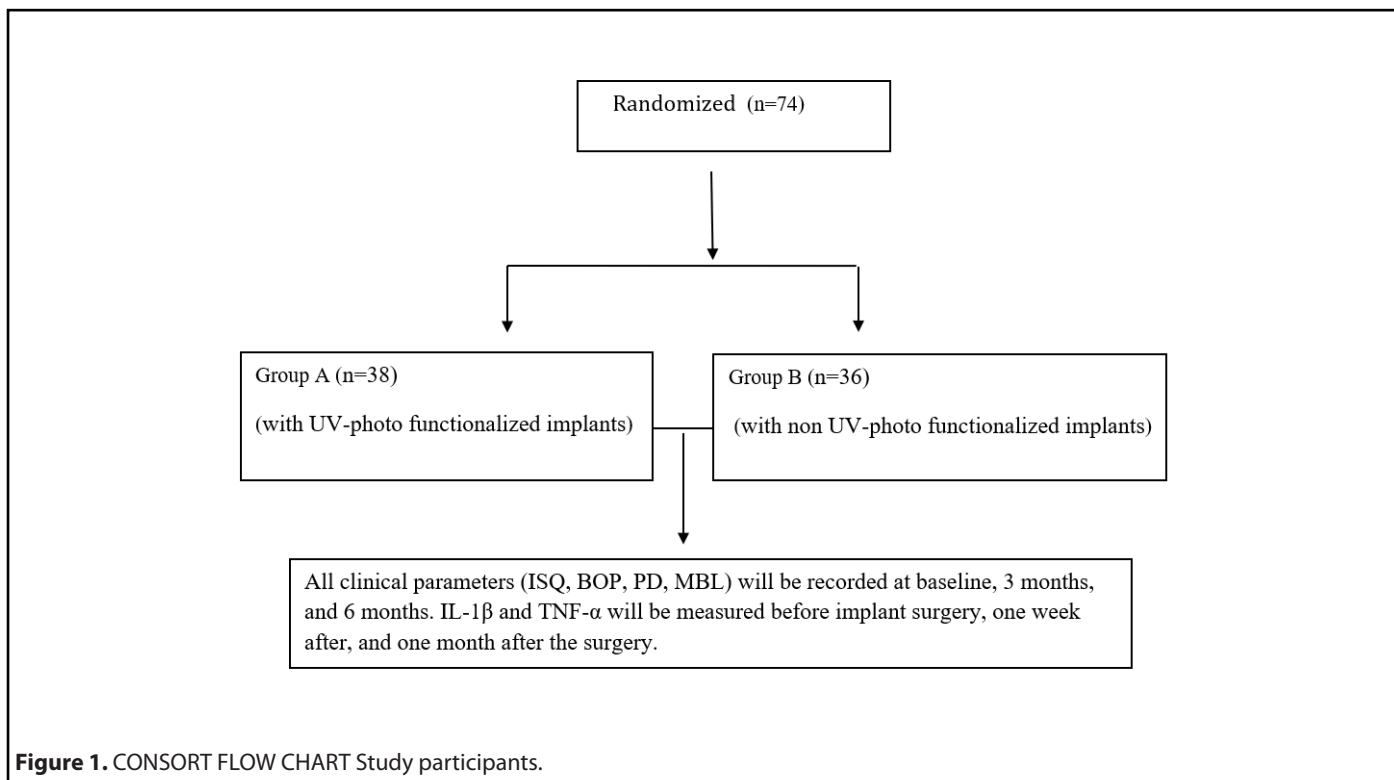 Randomized (n=74)
Group A (n=38)
(with UV-photo functionalized implants)
Group B (n=36)
(with non UV-photo functionalized implants)
All clinical parameters (ISQ, BOP, PD, MBL) will be recorded at baseline, 3 months,
and 6 months. IL-1β and TNF-α will be measured before implant surgery, one week
after, and one month after the surgery.
Figure 1. CONSORT FLOW CHART Study participants.